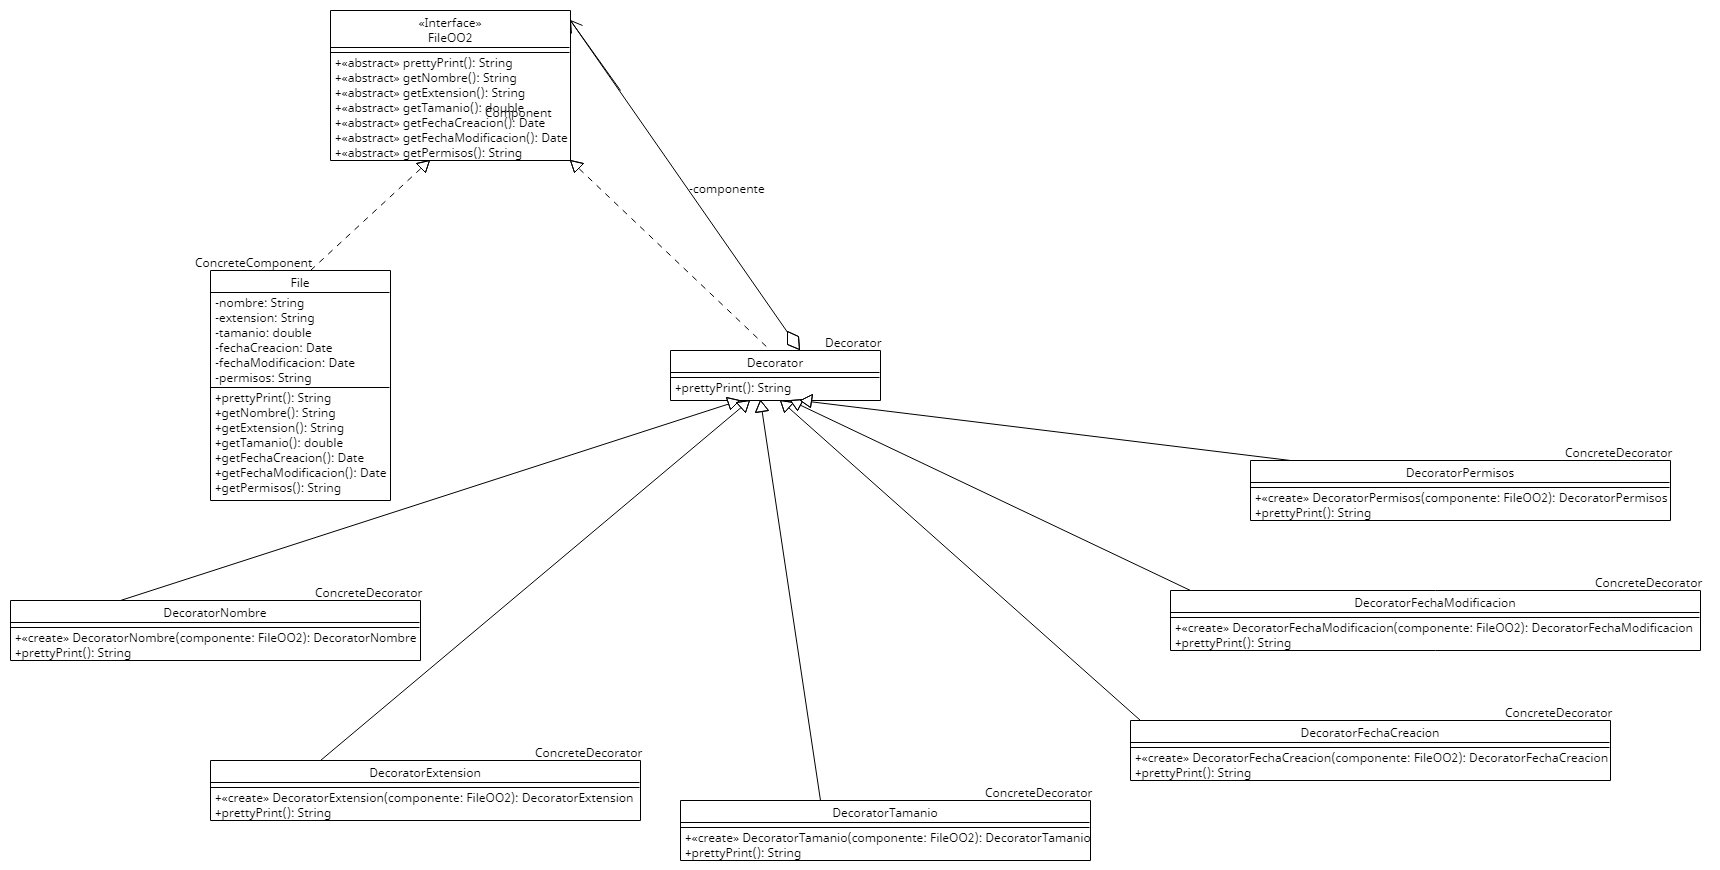 «Interface»
FileOO2
+«abstract» prettyPrint(): String
+«abstract» getNombre(): String
+«abstract» getExtension(): String
+«abstract» getTamanio(): double
Component
+«abstract» getFechaCreacion(): Date
+«abstract» getFechaModificacion(): Date
+«abstract» getPermisos(): String
-componente
ConcreteComponent
File
-nombre: String
-extension: String
-tamanio: double
-fechaCreacion: Date
-fechaModificacion: Date
-permisos: String
+prettyPrint(): String
+getNombre(): String
+getExtension(): String
+getTamanio(): double
+getFechaCreacion(): Date
+getFechaModificacion(): Date
+getPermisos(): String
Decorator
Decorator
+prettyPrint(): String
ConcreteDecorator
DecoratorPermisos
+«create» DecoratorPermisos(componente: FileOO2): DecoratorPermisos
+prettyPrint(): String
ConcreteDecorator
DecoratorNombre
+«create» DecoratorNombre(componente: FileOO2): DecoratorNombre
+prettyPrint(): String
ConcreteDecorator
DecoratorFechaModificacion
+«create» DecoratorFechaModificacion(componente: FileOO2): DecoratorFechaModificacion
+prettyPrint(): String
ConcreteDecorator
DecoratorFechaCreacion
+«create» DecoratorFechaCreacion(componente: FileOO2): DecoratorFechaCreacion
+prettyPrint(): String
ConcreteDecorator
DecoratorExtension
+«create» DecoratorExtension(componente: FileOO2): DecoratorExtension
+prettyPrint(): String
ConcreteDecorator
DecoratorTamanio
+«create» DecoratorTamanio(componente: FileOO2): DecoratorTamanio
+prettyPrint(): String